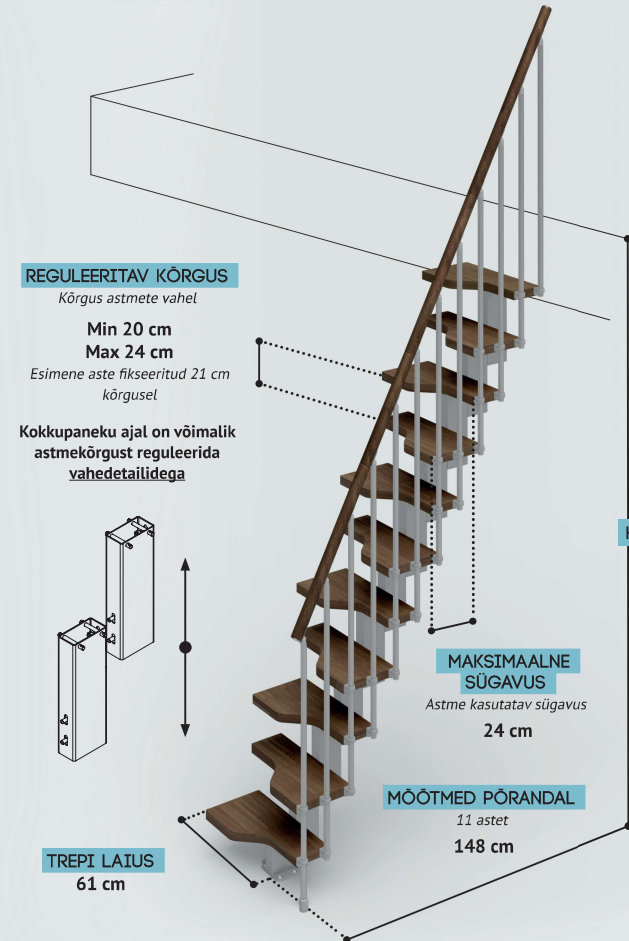 REGULEERITAV KÕRGUS
Kõrgus astmete vahel
Min 20 cm
Max 24 cm
Esimene aste fikseeritud 21 cm
kõrgusel
Kokkupaneku ajal on võimalik
astmekõrgust reguleerida
vahedetailidega
MAKSIMAALNE
SÜGAVUS
Astme kasutatav sügavus
24 cm
MÕÕTMED PÕRANDAL
11 astet
148 cm
TREPI LAIUS
61 cm